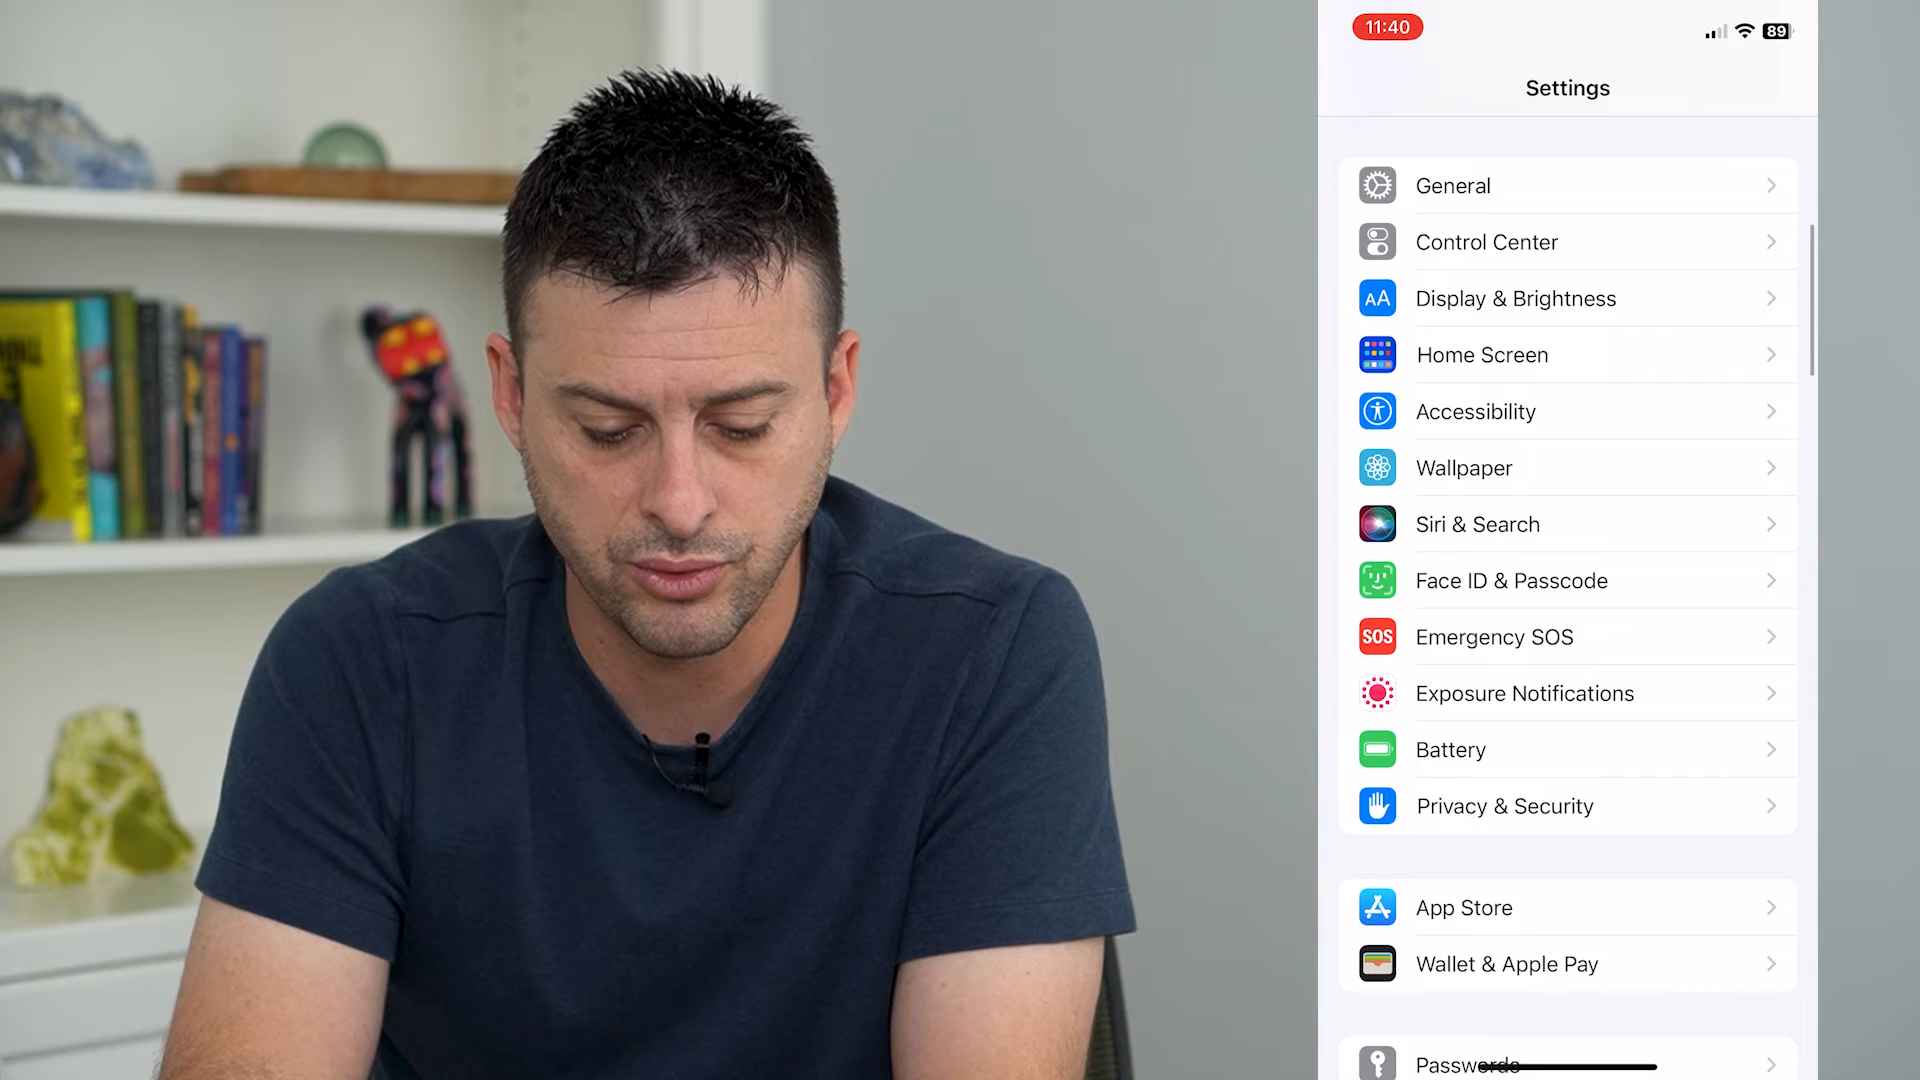 11:40
89
Settings
General
Control Center
AA
Display & Brightness
Home Screen
Accessibility
Wallpaper
Siri & Search
Face ID & Passcode
SOS
Emergency SOS
Exposure Notifications
Battery
Privacy & Security
App Store
Wallet & Apple Pay
Passwords